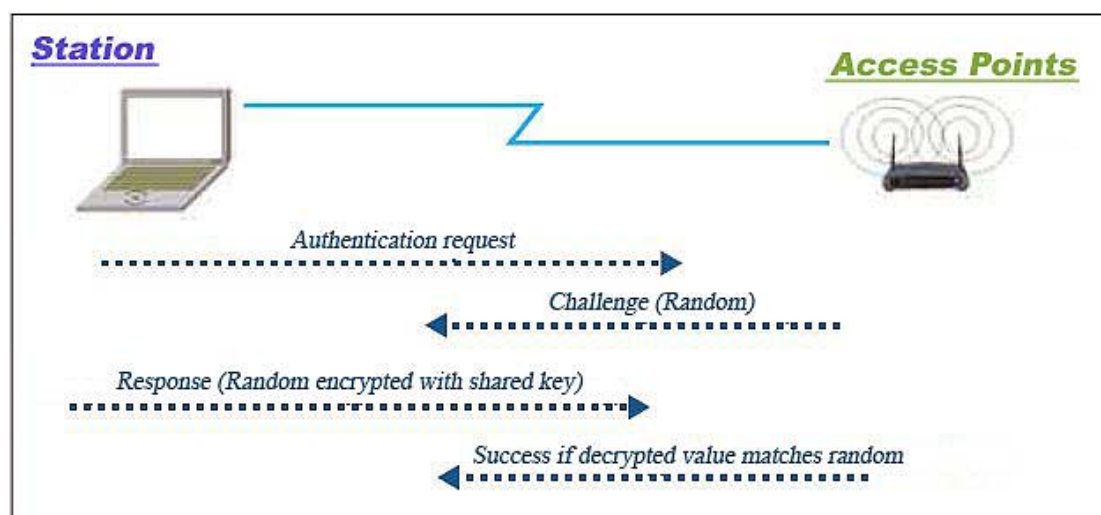 Station
Access Points
Authentication request
Challenge (Random)
Response (Random encrypted with shared key)
Success if decrypted value matches random